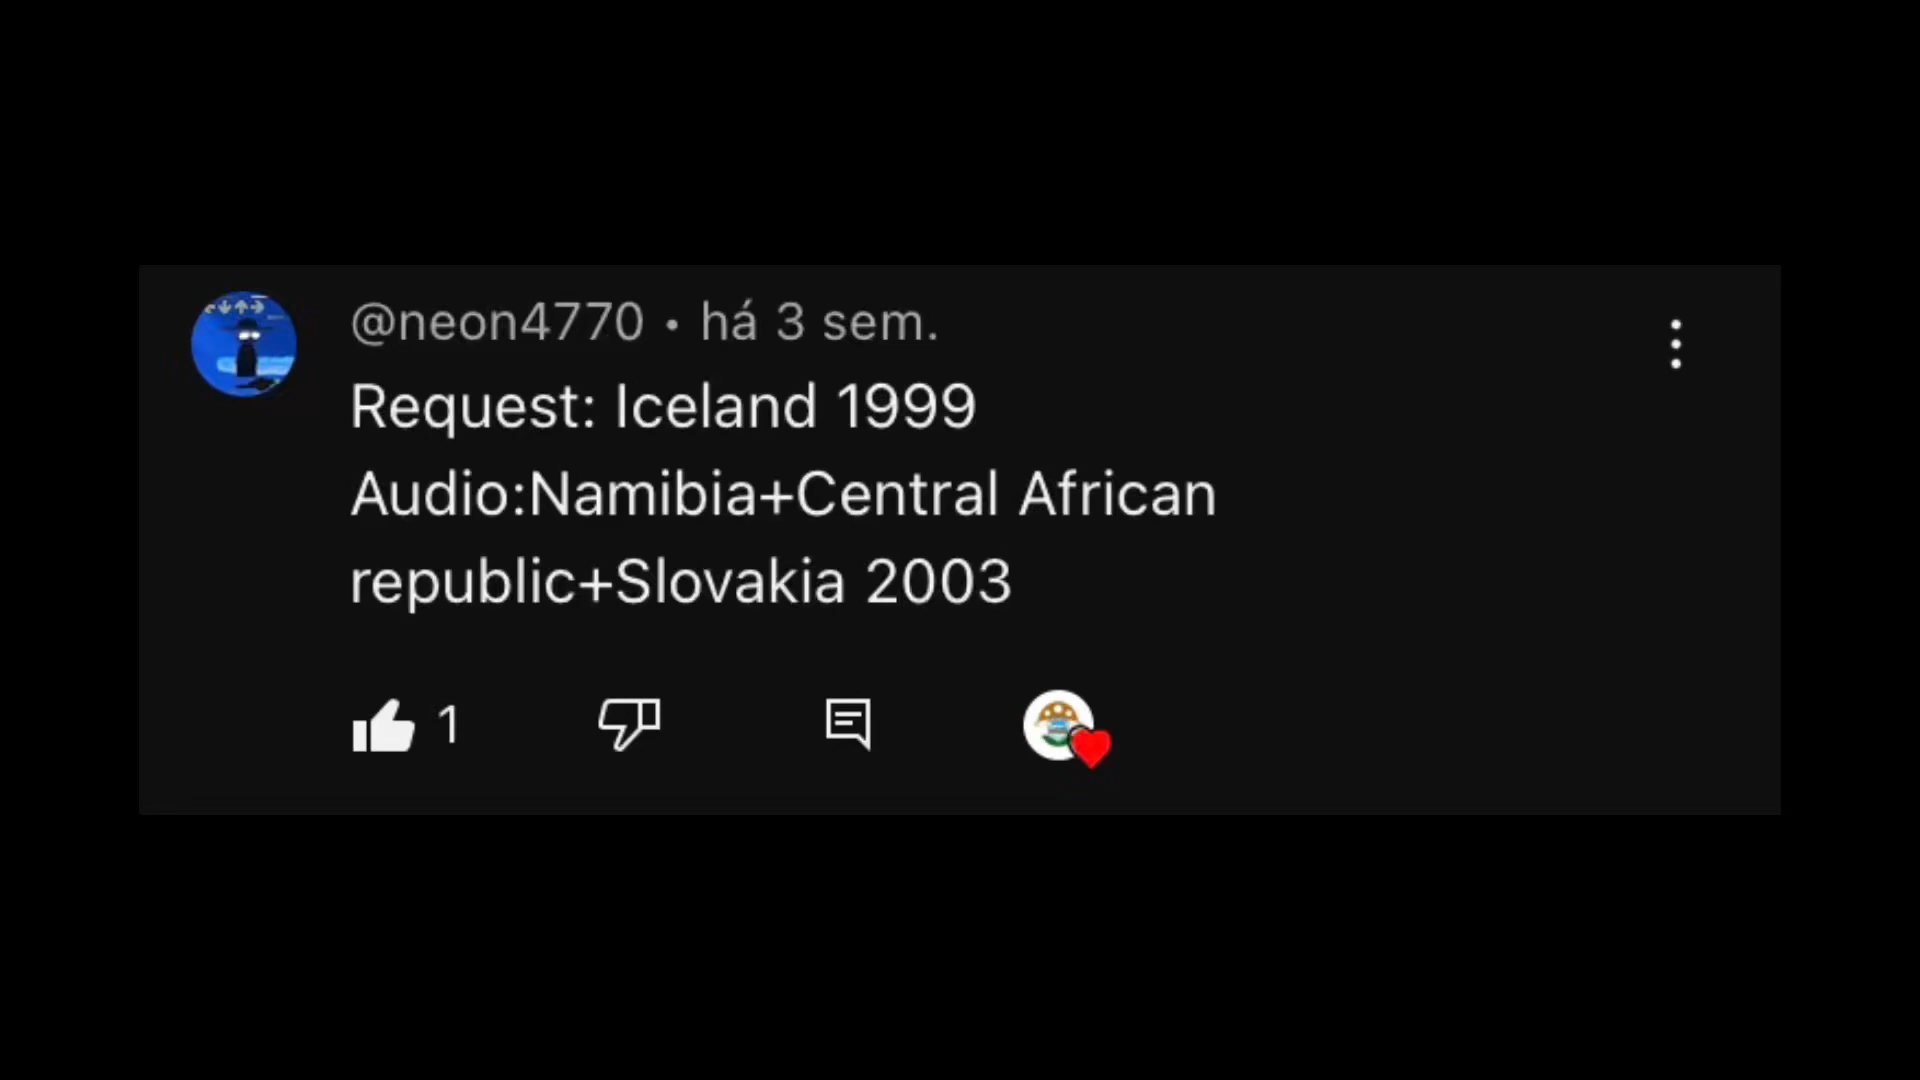 @neon4770 • há 3 sem.
Request: Iceland 1999
Audio:Namibia+Central African
republic+Slovakia 2003
1